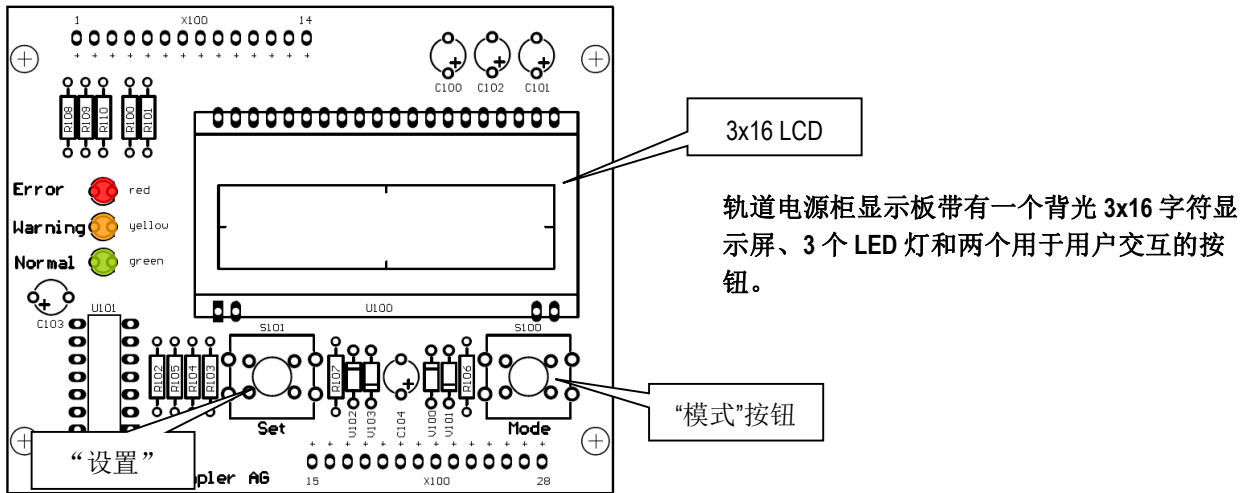 1 X100 14
C100 C102 C101
R108 R109 R110 R100 R101
3x16 LCD
Error red
Warning yellow
Normal green
轨道电源柜显示板带有一个背光 3x16 字符显
示屏、3 个 LED 灯和两个用于用户交互的按
钮。
C103 U101 U100
S101 S100
R102 R105 R104 R103 R107 V102 V103 C104 V100 V101 R106
Set Mode
“设置”
“模式”按钮
pler AG 15 X100 28